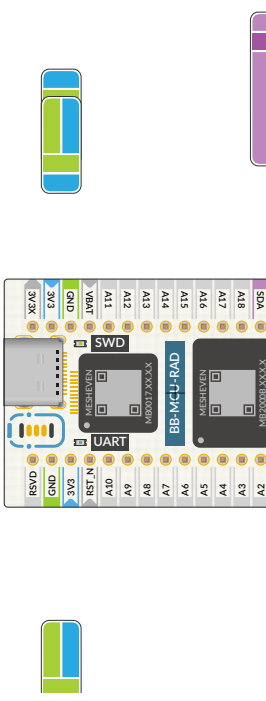 3V3X
3V3
GND
VBAT
A11
A12
A13
A14
A15
A16
A17
A18
SDA
SWD
MESHEVEN
MB0017.XX.XX
BB-MCU-RAD
MESHEVEN
MB2000B.XXXX.X
UART
RSVD
GND
3V3
RST_N
A10
A9
A8
A7
A6
A5
A4
A3
A2